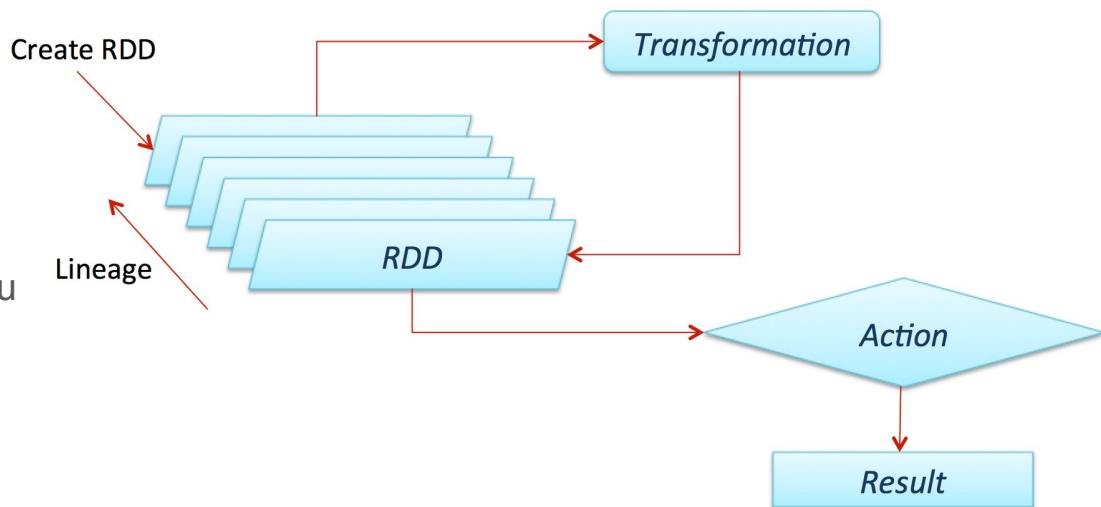 Create RDD
Transformation
RDD
Lineage
u
Action
Result